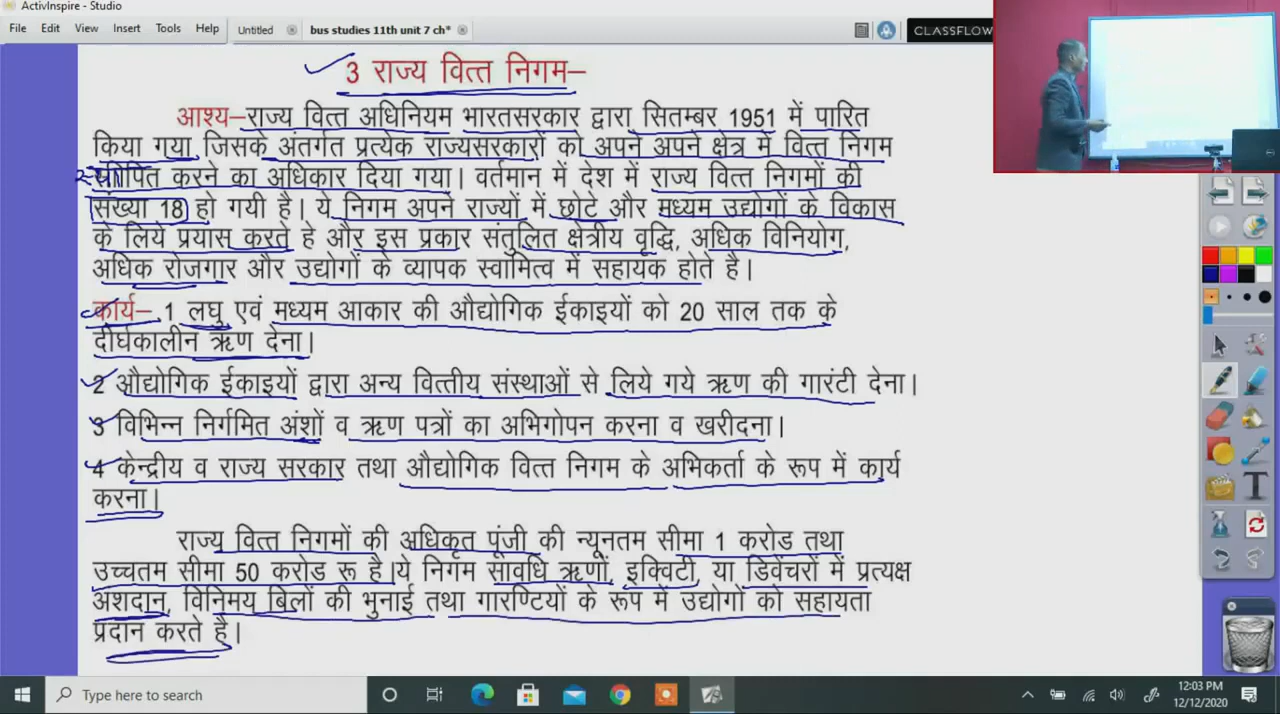 ActivInspire - Studio
File Edit View Insert Tools Help Untitled bus studies 11th unit 7 ch* CLASSFLOW
3 राज्य वित्त निगम–
आश्य–राज्य वित्त अधिनियम भारतसरकार द्वारा सितम्बर 1951 में पारित
किया गया, जिसके अंतर्गत प्रत्येक राज्यसरकारों को अपने अपने क्षेत्र मे वित्त निगम
करने का अधिकार दिया गया। वर्तमान में देश में राज्य वित्त निगमों की
संख्या 18 हो गयी है। ये निगम अपने राज्यों में छोटे और मध्यम उद्योगों के विकास
के लिये प्रयास करते हे और इस प्रकार संतुलित क्षेत्रीय वृद्धि, अधिक विनियोग,
अधिक रोजगार और उद्योगों के व्यापक स्वामित्व में सहायक होते है।
कार्य– 1 लघु एवं मध्यम आकार की औद्योगिक ईकाइयों को 20 साल तक के
दीर्घकालीन ऋण देना।
2 औद्योगिक ईकाइयों द्वारा अन्य वित्तीय संस्थाओं से लिये गये ऋण की गारंटी देना।
3 विभिन्न निर्गमित अंशों व ऋण पत्रों का अभिगोपन करना व खरीदना।
4 केन्द्रीय व राज्य सरकार तथा औद्योगिक वित्त निगम के अभिकर्ता के रूप में कार्य
करना।
राज्य वित्त निगमों की अधिकृत पूंजी की न्यूनतम सीमा 1 करोड तथा
उच्चतम सीमा 50 करोड रू है।ये निगम सावधि ऋणों, इक्विटी, या डिवेंचरों में प्रत्यक्ष
अशदान, विनिमय बिलों की भुनाई तथा गारण्टियों के रूप में उद्योगों को सहायता
प्रदान करते है।
Type here to search
12:03 PM
12/12/2020